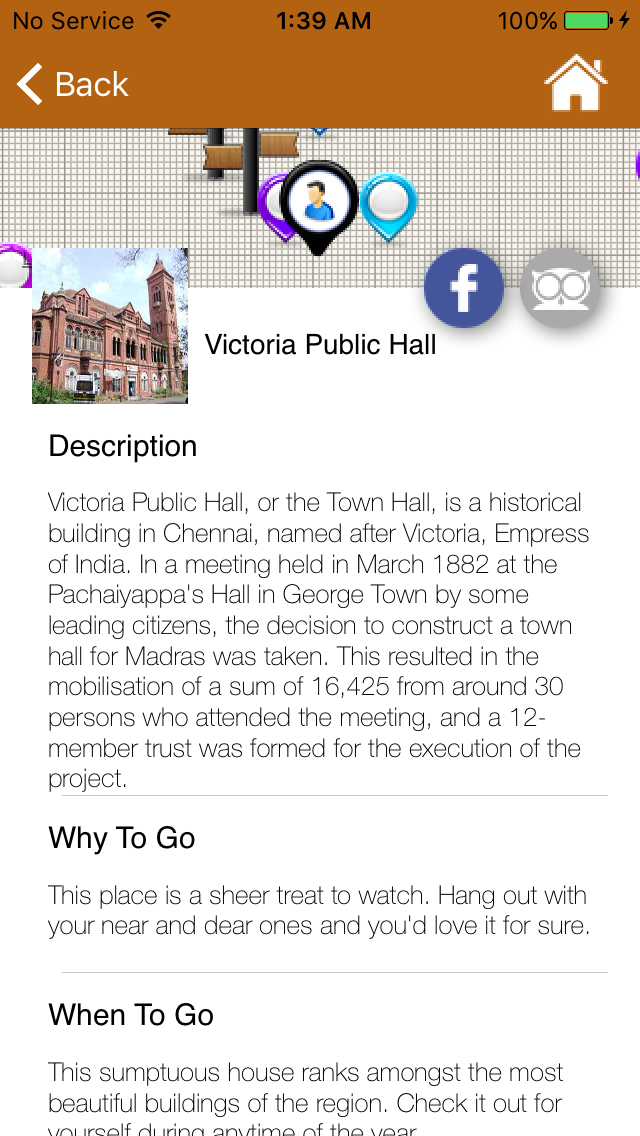 No Service 1:39 AM 100%
Back
f
Victoria Public Hall
Description
Victoria Public Hall, or the Town Hall, is a historical
building in Chennai, named after Victoria, Empress
of India. In a meeting held in March 1882 at the
Pachaiyappa's Hall in George Town by some
leading citizens, the decision to construct a town
hall for Madras was taken. This resulted in the
mobilisation of a sum of 16,425 from around 30
persons who attended the meeting, and a 12-
member trust was formed for the execution of the
project.
Why To Go
This place is a sheer treat to watch. Hang out with
your near and dear ones and you'd love it for sure.
When To Go
This sumptuous house ranks amongst the most
beautiful buildings of the region. Check it out for
yourself during anytime of the year.